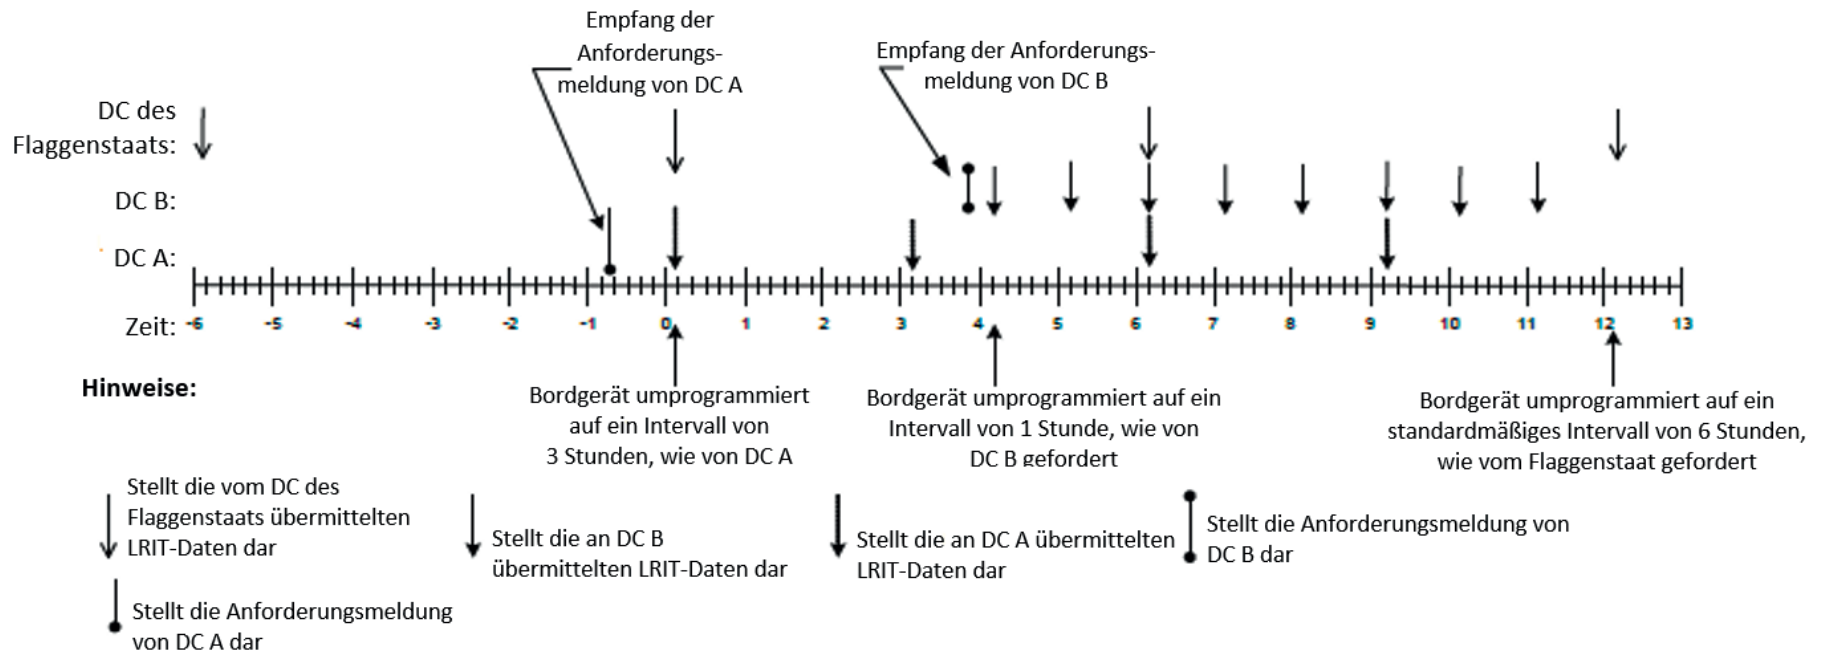 Empfang der
Anforderungs-
meldung von DC A
Empfang der Anforderungs-
meldung von DC B
DC des
Flaggenstaats:
DC B:
DC A:
Zeit: -6 -5 -4 -3 -2 -1 0 1 2 3 4 5 6 7 8 9 10 11 12 13
Hinweise:
Bordgerät umprogrammiert
auf ein Intervall von
3 Stunden, wie von DC A
Bordgerät umprogrammiert auf ein
Intervall von 1 Stunde, wie von
DC B gefordert
Bordgerät umprogrammiert auf ein
standardmäßiges Intervall von 6 Stunden,
wie vom Flaggenstaat gefordert
Stellt die vom DC des
Flaggenstaats übermittelten
LRIT-Daten dar
Stellt die an DC B
übermittelten LRIT-Daten dar
Stellt die an DC A übermittelten
LRIT-Daten dar
Stellt die Anforderungsmeldung von
DC B dar
Stellt die Anforderungsmeldung
von DC A dar